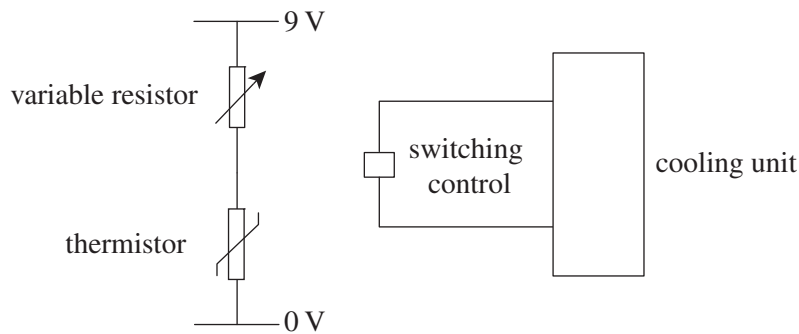 9 V
variable resistor
switching
control
cooling unit
thermistor
0 V